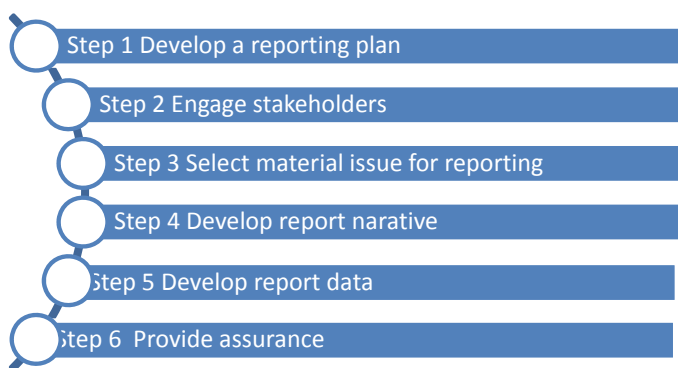 Step 1 Develop a reporting plan
Step 2 Engage stakeholders
Step 3 Select material issue for reporting
Step 4 Develop report narative
Step 5 Develop report data
Step 6  Provide assurance